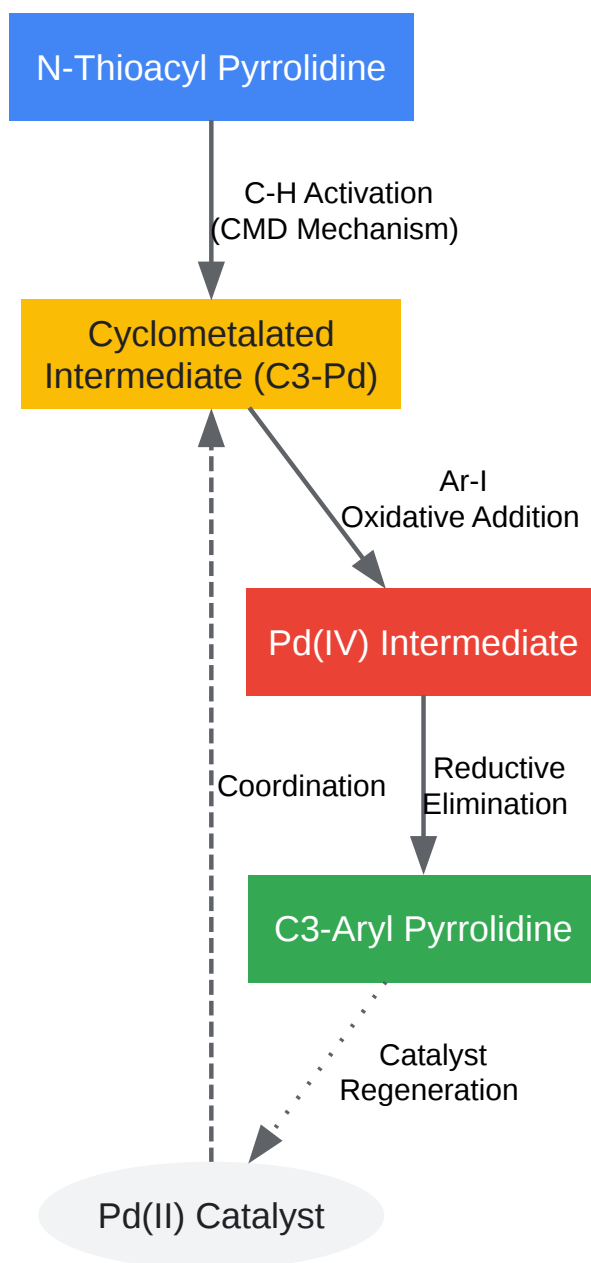 N-Thioacyl Pyrrolidine
C-H Activation
(CMD Mechanism)
Cyclometalated
Intermediate (C3-Pd)
Ar-I
Oxidative Addition
Pd(IV) Intermediate
Coordination
Reductive
Elimination
C3-Aryl Pyrrolidine
Catalyst
Regeneration
Pd(II) Catalyst